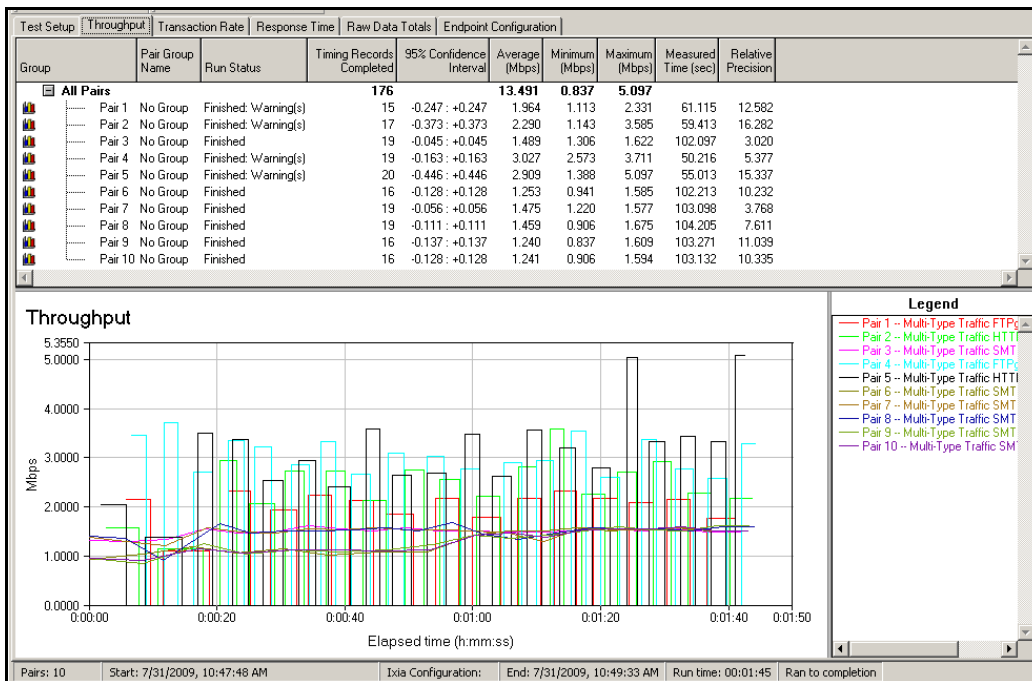 Test Setup Throughput Transaction Rate Response Time Raw Data Totals Endpoint Configuration
Group Pair Group Name Run Status Timing Records Completed 95% Confidence Interval Average (Mbps) Minimum (Mbps) Maximum (Mbps) Measured Time (sec) Relative Precision
All Pairs 176 13.491 0.837 5.097
Pair 1 No Group Finished: Warning(s) 15 -0.247 : +0.247 1.964 1.113 2.331 61.115 12.582
Pair 2 No Group Finished: Warning(s) 17 -0.373 : +0.373 2.290 1.143 3.585 59.413 16.282
Pair 3 No Group Finished 19 -0.045 : +0.045 1.489 1.306 1.622 102.097 3.020
Pair 4 No Group Finished: Warning(s) 19 -0.163 : +0.163 3.027 2.573 3.711 50.216 5.377
Pair 5 No Group Finished: Warning(s) 20 -0.446 : +0.446 2.909 1.388 5.097 55.013 15.337
Pair 6 No Group Finished 16 -0.128 : +0.128 1.253 0.941 1.585 102.213 10.232
Pair 7 No Group Finished 19 -0.056 : +0.056 1.475 1.220 1.577 103.098 3.768
Pair 8 No Group Finished 19 -0.111 : +0.111 1.459 0.906 1.675 104.205 7.611
Pair 9 No Group Finished 16 -0.137 : +0.137 1.240 0.837 1.609 103.271 11.039
Pair 10 No Group Finished 16 -0.128 : +0.128 1.241 0.906 1.594 103.132 10.335
Throughput
5.3550
5.0000
4.0000
3.0000
2.0000
1.0000
0.0000
Mbps
0:00:00 0:00:20 0:00:40 0:01:00 0:01:20 0:01:40 0:01:50
Elapsed time (h:mm:ss)
Legend
Pair 1 -- Multi-Type Traffic FTPg
Pair 2 -- Multi-Type Traffic HTTI
Pair 3 -- Multi-Type Traffic SMT
Pair 4 -- Multi-Type Traffic FTPg
Pair 5 -- Multi-Type Traffic HTTI
Pair 6 -- Multi-Type Traffic SMT
Pair 7 -- Multi-Type Traffic SMT
Pair 8 -- Multi-Type Traffic SMT
Pair 9 -- Multi-Type Traffic SMT
Pair 10 -- Multi-Type Traffic SM
Pairs: 10 Start: 7/31/2009, 10:47:48 AM Ixia Configuration: End: 7/31/2009, 10:49:33 AM Run time: 00:01:45 Ran to completion